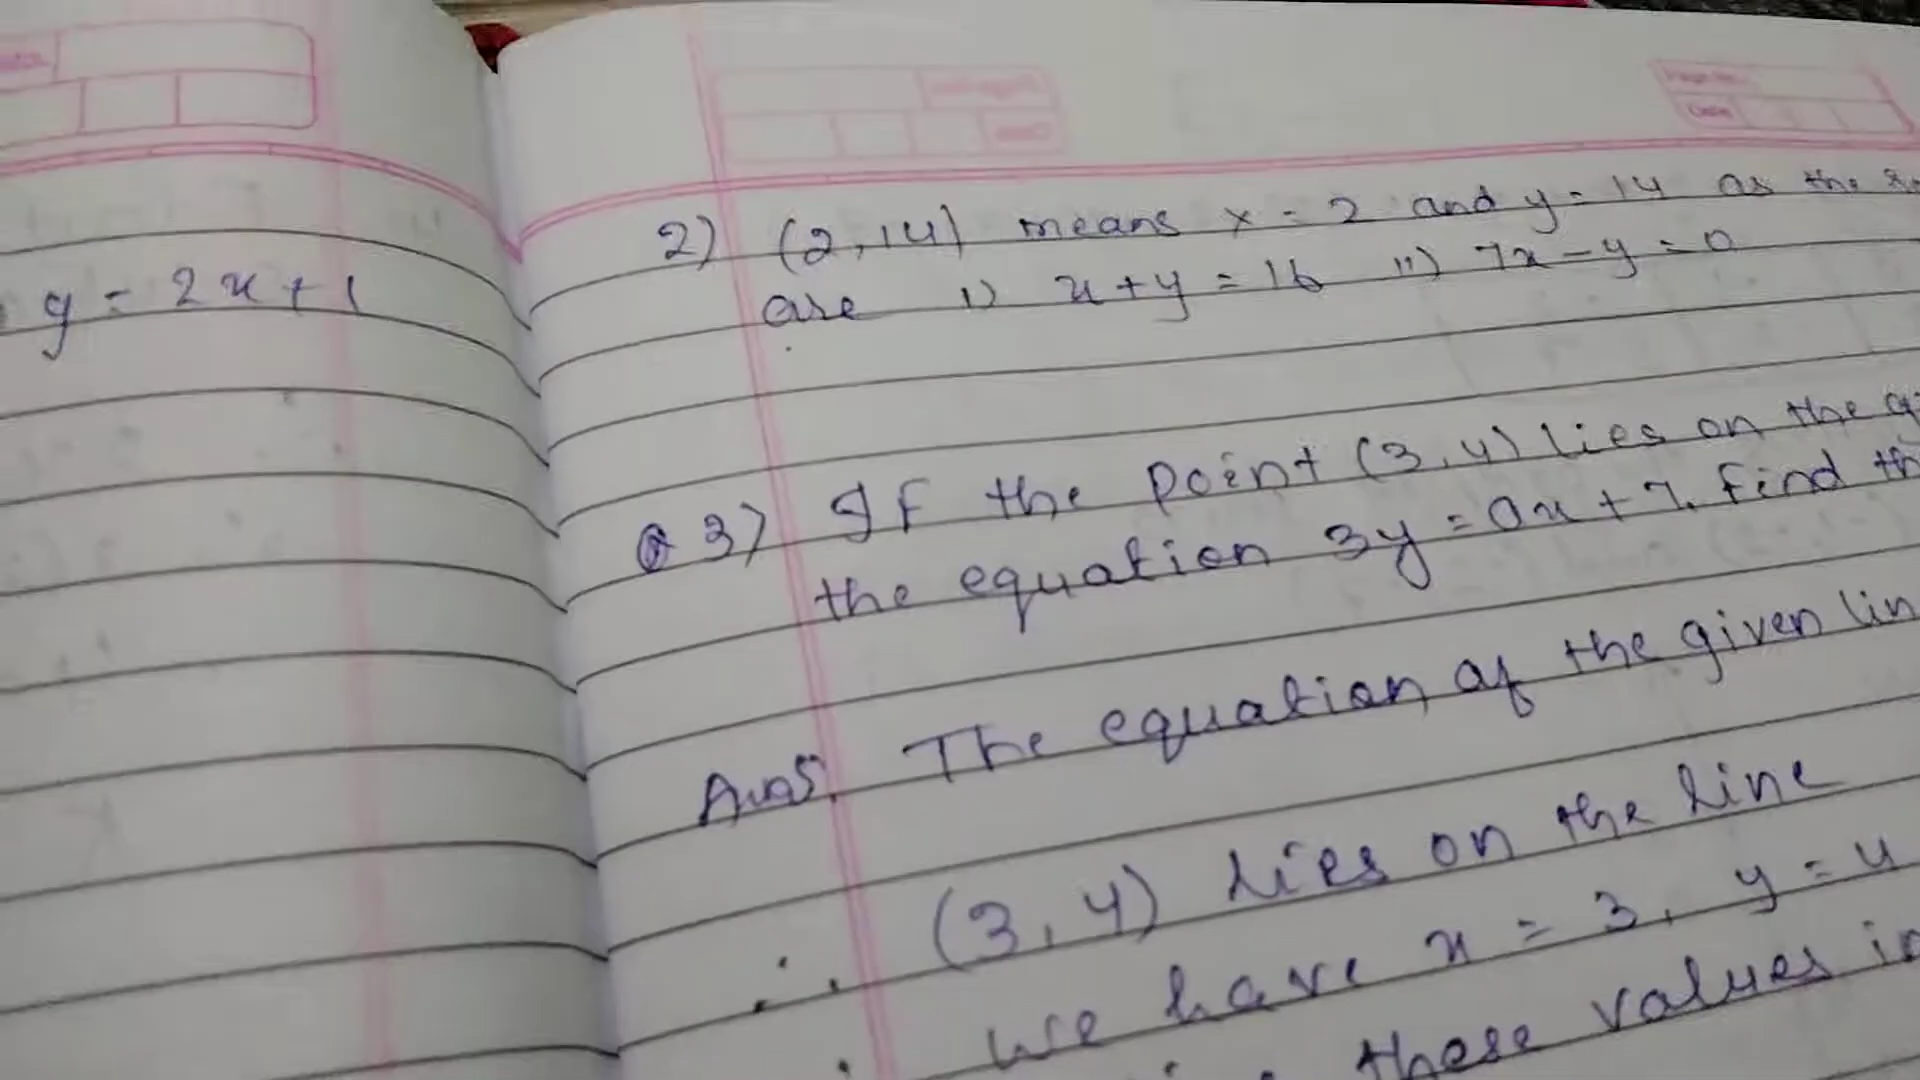 y = 2x + 1
2) (2, 14) means x = 2 and y = 14 as the
are i) x + y = 16 ii) 7x - y = 0
Q 3) If the point (3, 4) lies on the
the equation 3y = ax + 7. Find
Ans. The equation of the given
(3, 4) lies on the line
∴ we have x = 3, y = 4
these values in